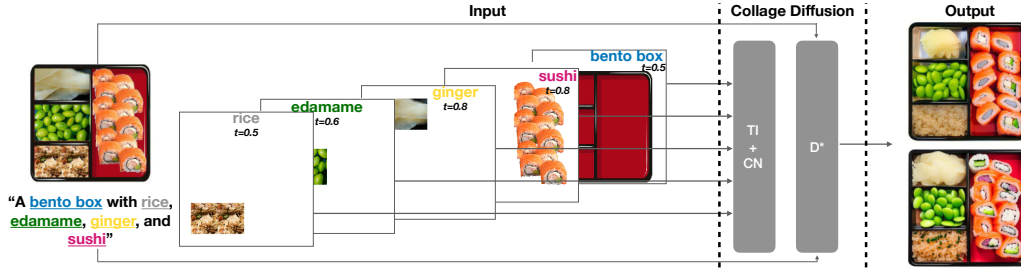 Input
Collage Diffusion
Output
bento box
t=0.5
sushi
t=0.8
ginger
t=0.8
edamame
t=0.6
rice
t=0.5
TI
+
CN
D*
“A bento box with rice,
edamame, ginger, and
sushi”